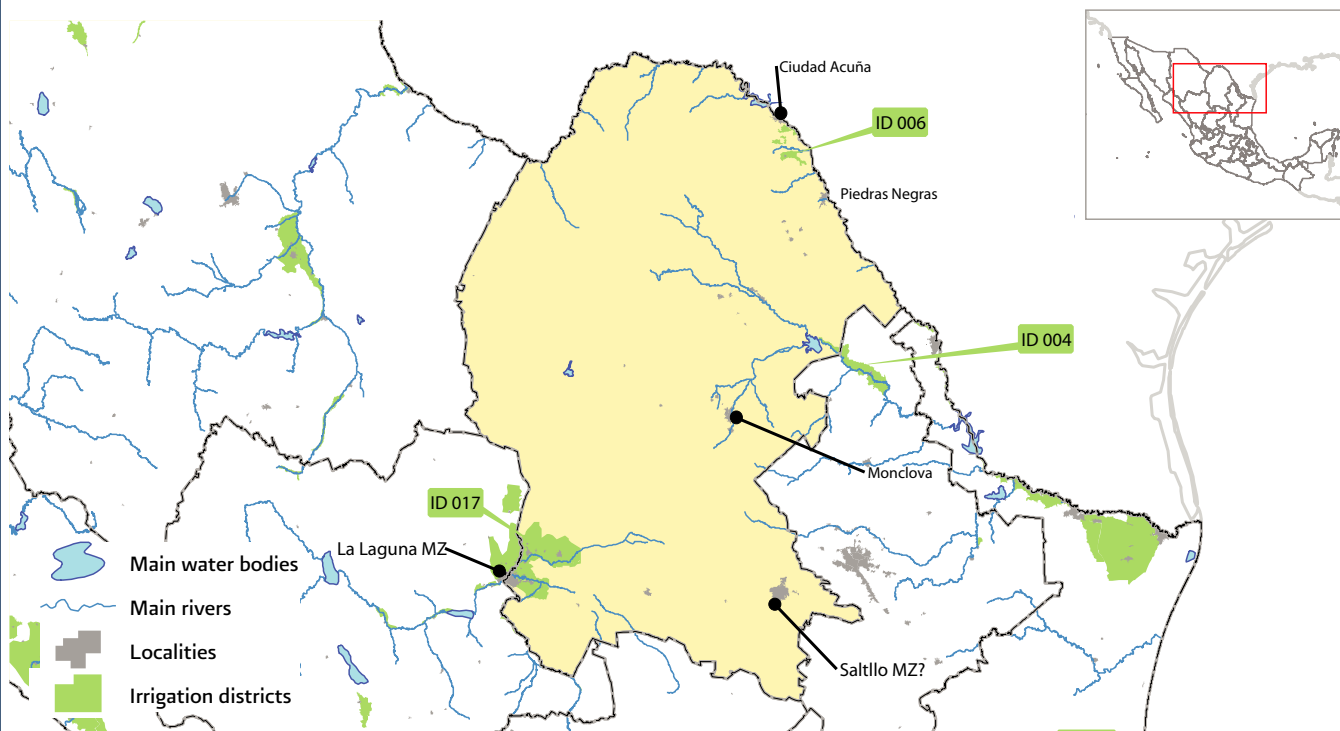 Ciudad Acuña
ID 006
Piedras Negras
ID 004
Monclova
ID 017
La Laguna MZ
Saltllo MZ?
Main water bodies
Main rivers
Localities
Irrigation districts